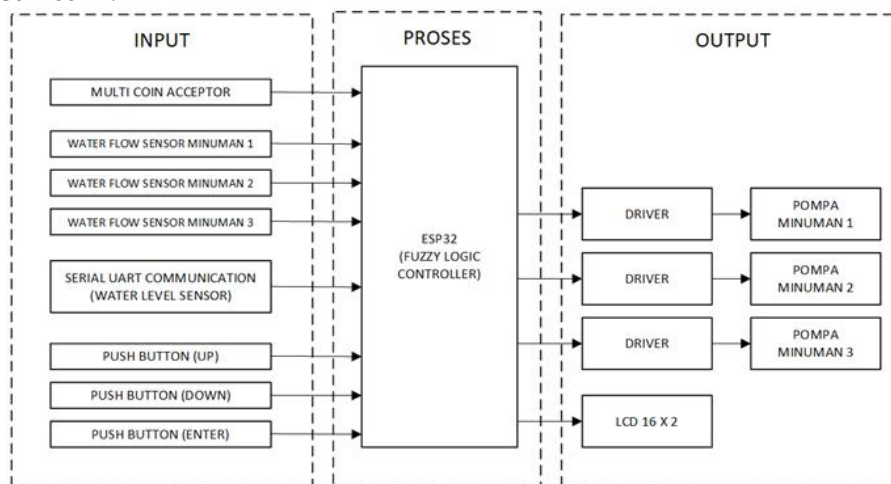 INPUT
PROSES
OUTPUT
MULTI COIN ACCEPTOR
WATER FLOW SENSOR MINUMAN 1
WATER FLOW SENSOR MINUMAN 2
WATER FLOW SENSOR MINUMAN 3
SERIAL UART COMMUNICATION
(WATER LEVEL SENSOR)
PUSH BUTTON (UP)
PUSH BUTTON (DOWN)
PUSH BUTTON (ENTER)
ESP32
(FUZZY LOGIC
CONTROLLER)
DRIVER
POMPA
MINUMAN 1
DRIVER
POMPA
MINUMAN 2
DRIVER
POMPA
MINUMAN 3
LCD 16 X 2